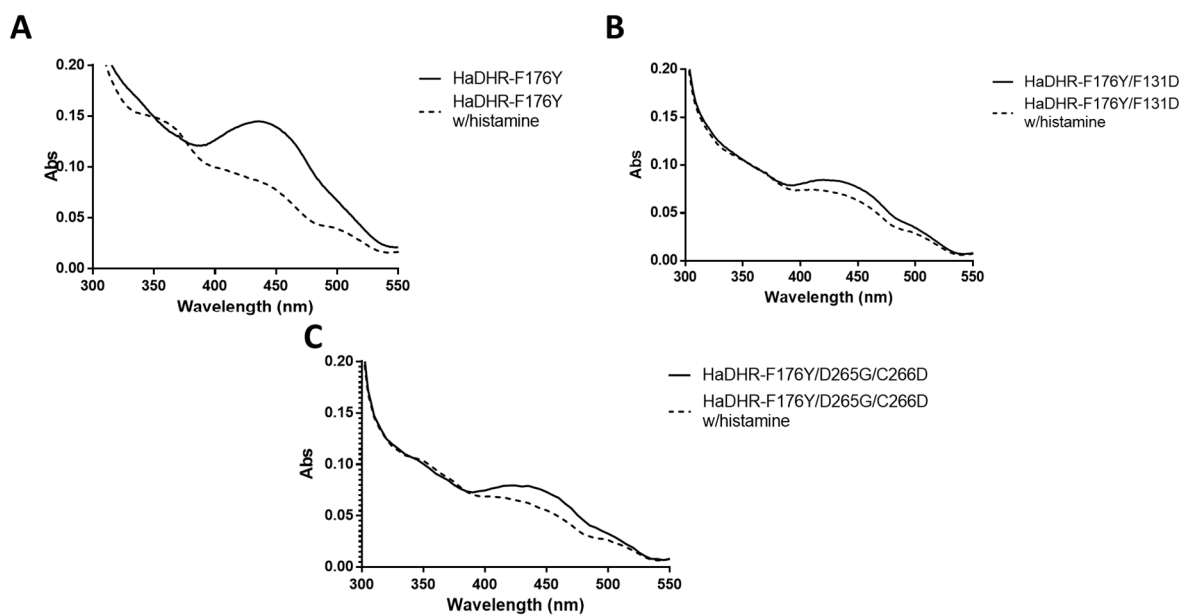 A
0.20
0.15
0.10
0.05
0.00
Abs
300 350 400 450 500 550
Wavelength (nm)
HaDHR-F176Y
HaDHR-F176Y
w/histamine
B
0.20
0.15
0.10
0.05
0.00
Abs
300 350 400 450 500 550
Wavelength (nm)
HaDHR-F176Y/F131D
HaDHR-F176Y/F131D
w/histamine
C
0.20
0.15
0.10
0.05
0.00
Abs
300 350 400 450 500 550
Wavelength (nm)
HaDHR-F176Y/D265G/C266D
HaDHR-F176Y/D265G/C266D
w/histamine